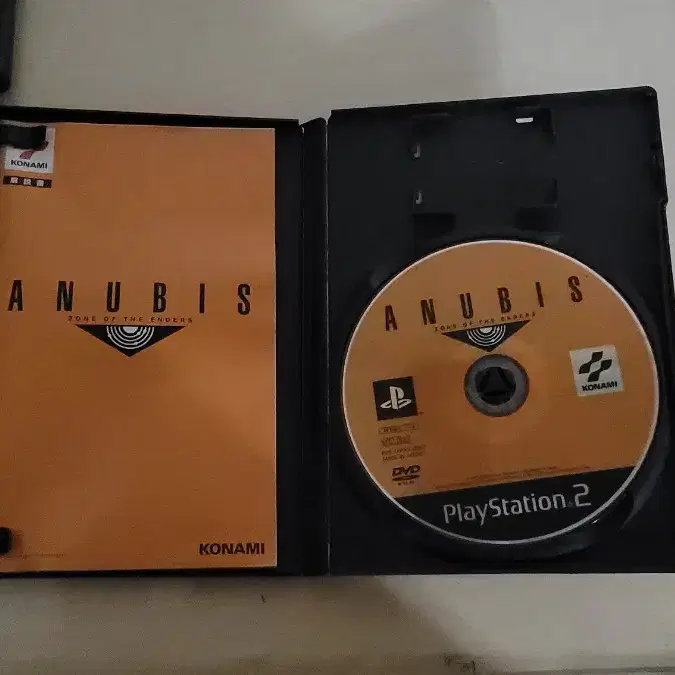 KONAMI
ANUBIS
ZONE OF THE ENDERS
KONAMI
ANUBIS
ZONE OF THE ENDERS
KONAMI
DVD
PlayStation 2